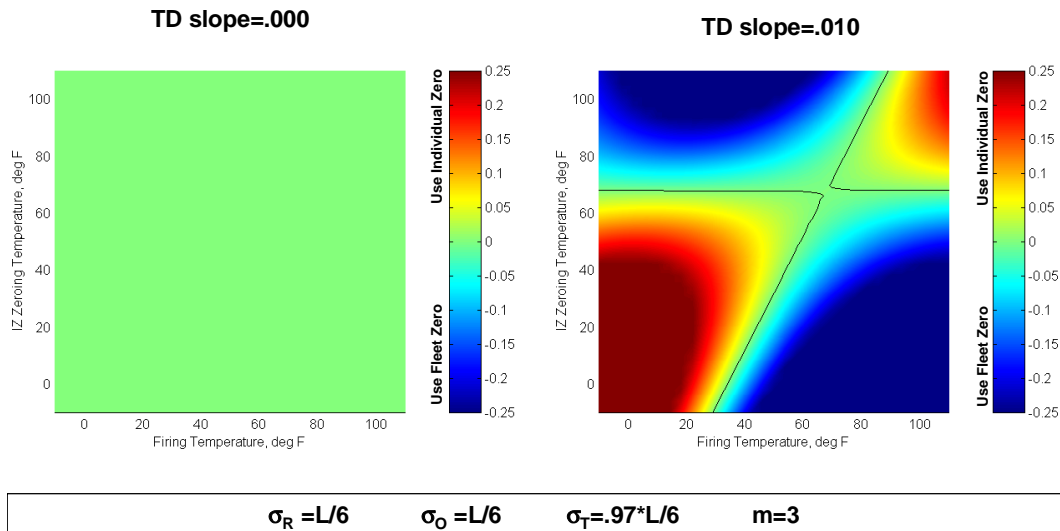 TD slope=.000
TD slope=.010
IZ Zeroing Temperature, deg F
100
80
60
40
20
0
0 20 40 60 80 100
Firing Temperature, deg F
Use Individual Zero
Use Fleet Zero
0.25
0.2
0.15
0.1
0.05
0
-0.05
-0.1
-0.15
-0.2
-0.25
IZ Zeroing Temperature, deg F
100
80
60
40
20
0
0 20 40 60 80 100
Firing Temperature, deg F
Use Individual Zero
Use Fleet Zero
0.25
0.2
0.15
0.1
0.05
0
-0.05
-0.1
-0.15
-0.2
-0.25
σR =L/6 σO =L/6 σT=.97*L/6 m=3